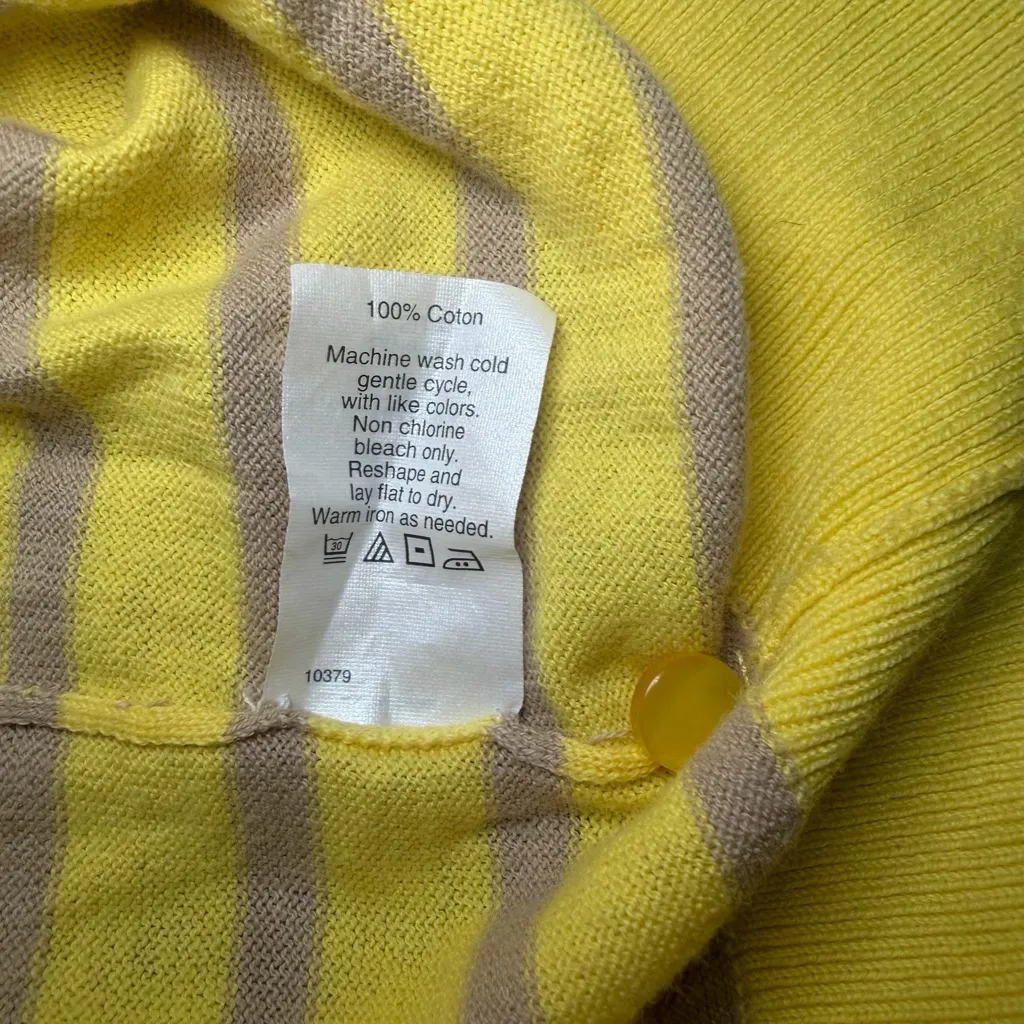 100% Coton
Machine wash cold
gentle cycle,
with like colors.
Non chlorine
bleach only.
Reshape and
lay flat to dry.
Warm iron as needed.
30
10379